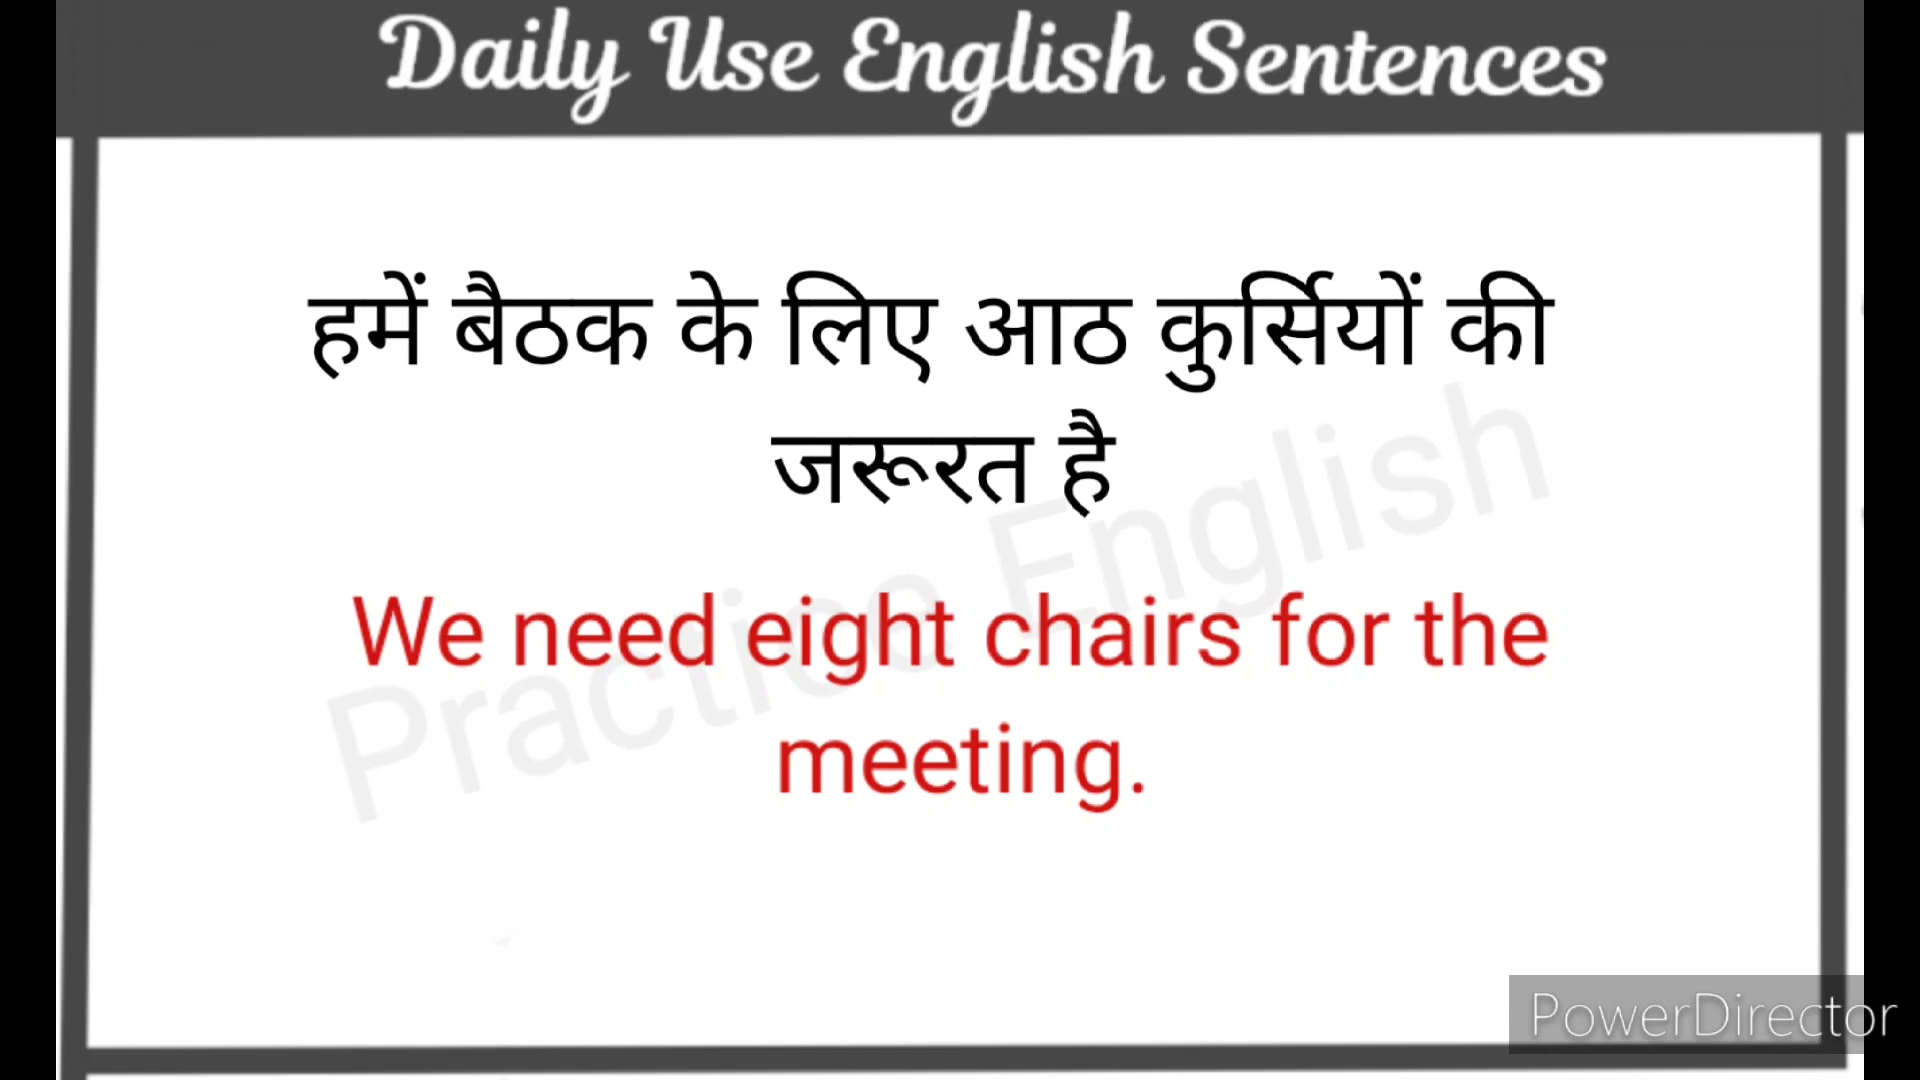 Daily Use English Sentences
हमें बैठक के लिए आठ कुर्सियों की
जरूरत है
We need eight chairs for the
meeting.
Practice English
PowerDirector